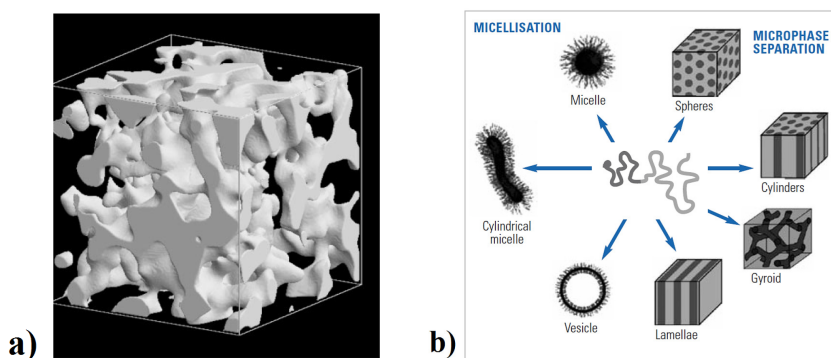 a)
b)
MICELLISATION
MICROPHASE
SEPARATION
Micelle
Spheres
Cylinders
Cylindrical
micelle
Gyroid
Vesicle
Lamellae